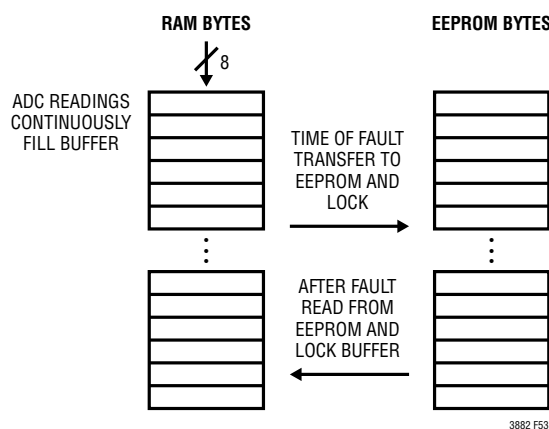 RAM BYTES
EEPROM BYTES
8
ADC READINGS
CONTINUOUSLY
FILL BUFFER
TIME OF FAULT
TRANSFER TO
EEPROM AND
LOCK
AFTER FAULT
READ FROM
EEPROM AND
LOCK BUFFER
3882 F53